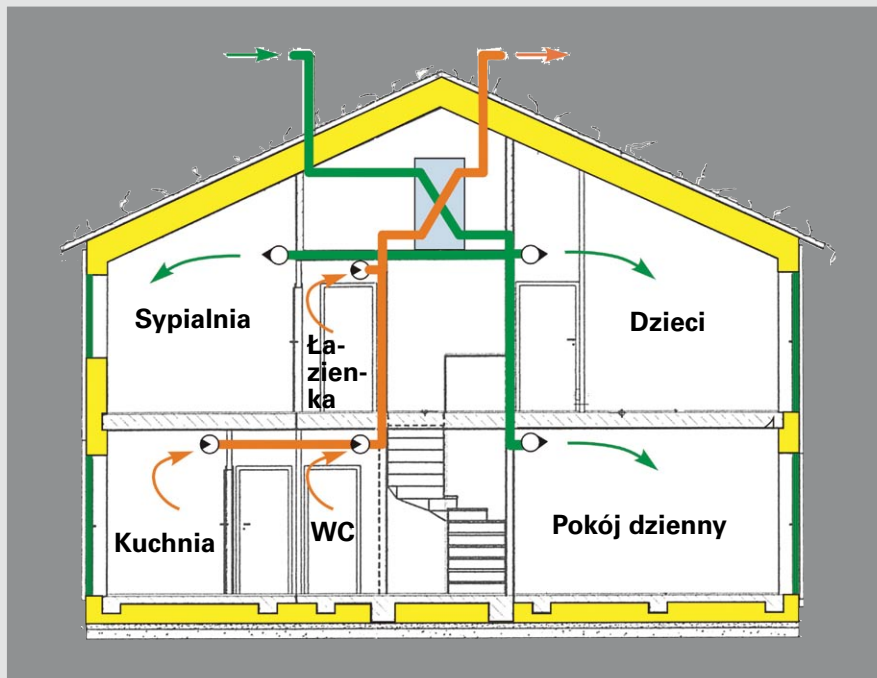 Sypialnia
Dzieci
Ła-
zien-
ka
Kuchnia
WC
Pokój dzienny